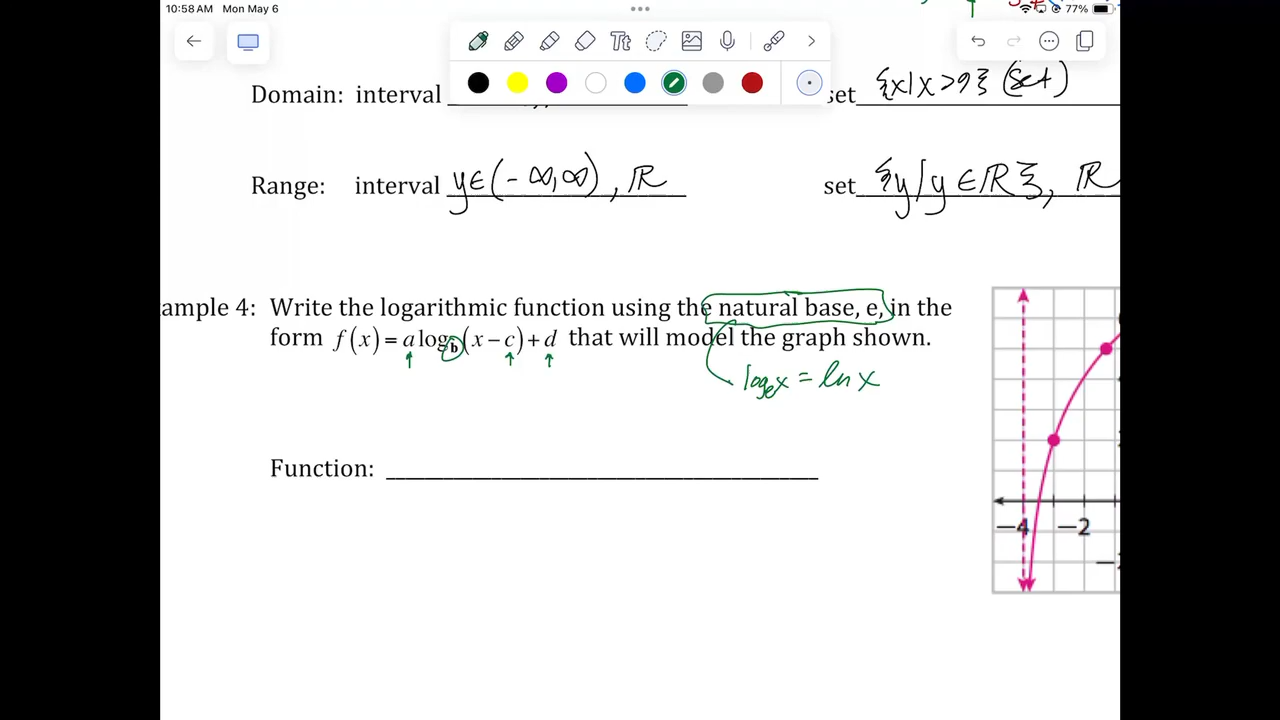 10:58 AM Mon May 6
77%
Tt
Domain: interval set {x|x>9} (set)
Range: interval y∈(-∞,∞), ℝ set {y|y∈ℝ}, ℝ
ample 4: Write the logarithmic function using the natural base, e, in the
form f(x) = a log_b(x − c) + d that will model the graph shown.
log_e x = ln x
Function:
−4 −2